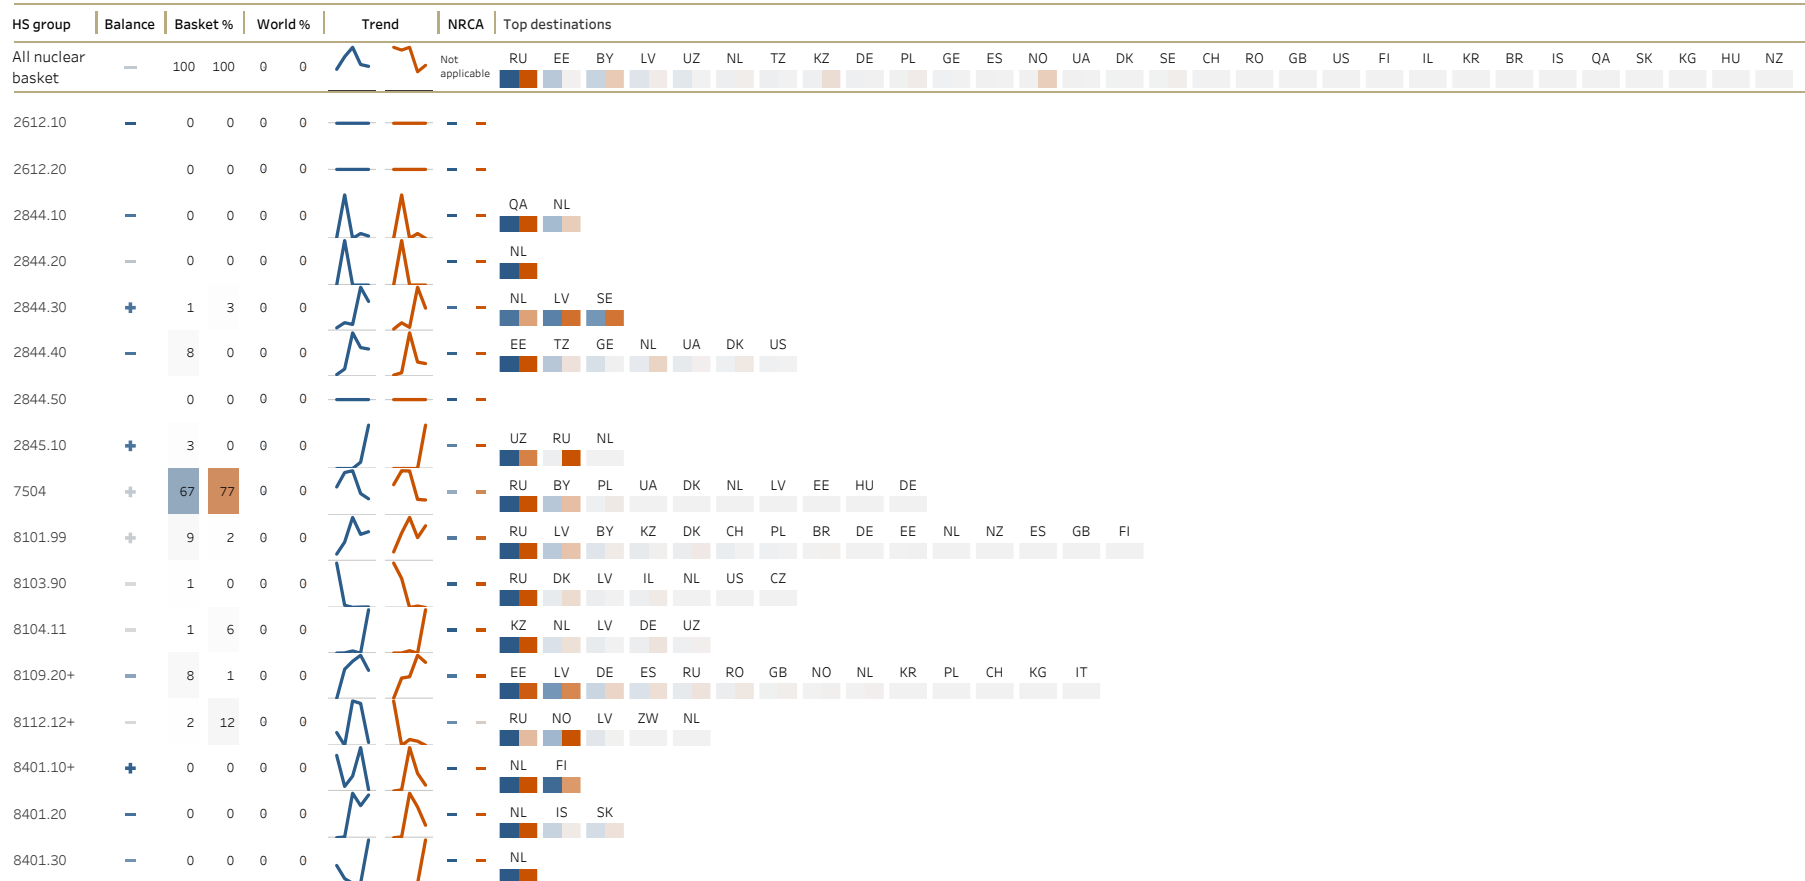 HS group Balance Basket % World % Trend NRCA Top destinations
All nuclear basket 100 100 0 0 Not applicable RU EE BY LV UZ NL TZ KZ DE PL GE ES NO UA DK SE CH RO GB US FI IL KR BR IS QA SK KG HU NZ
2612.10 0 0 0 0
2612.20 0 0 0 0
2844.10 0 0 0 0 QA NL
2844.20 0 0 0 0 NL
2844.30 1 3 0 0 NL LV SE
2844.40 8 0 0 0 EE TZ GE NL UA DK US
2844.50 0 0 0 0
2845.10 3 0 0 0 UZ RU NL
7504 67 77 0 0 RU BY PL UA DK NL LV EE HU DE
8101.99 9 2 0 0 RU LV BY KZ DK CH PL BR DE EE NL NZ ES GB FI
8103.90 1 0 0 0 RU DK LV IL NL US CZ
8104.11 1 6 0 0 KZ NL LV DE UZ
8109.20+ 8 1 0 0 EE LV DE ES RU RO GB NO NL KR PL CH KG IT
8112.12+ 2 12 0 0 RU NO LV ZW NL
8401.10+ 0 0 0 0 NL FI
8401.20 0 0 0 0 NL IS SK
8401.30 0 0 0 0 NL